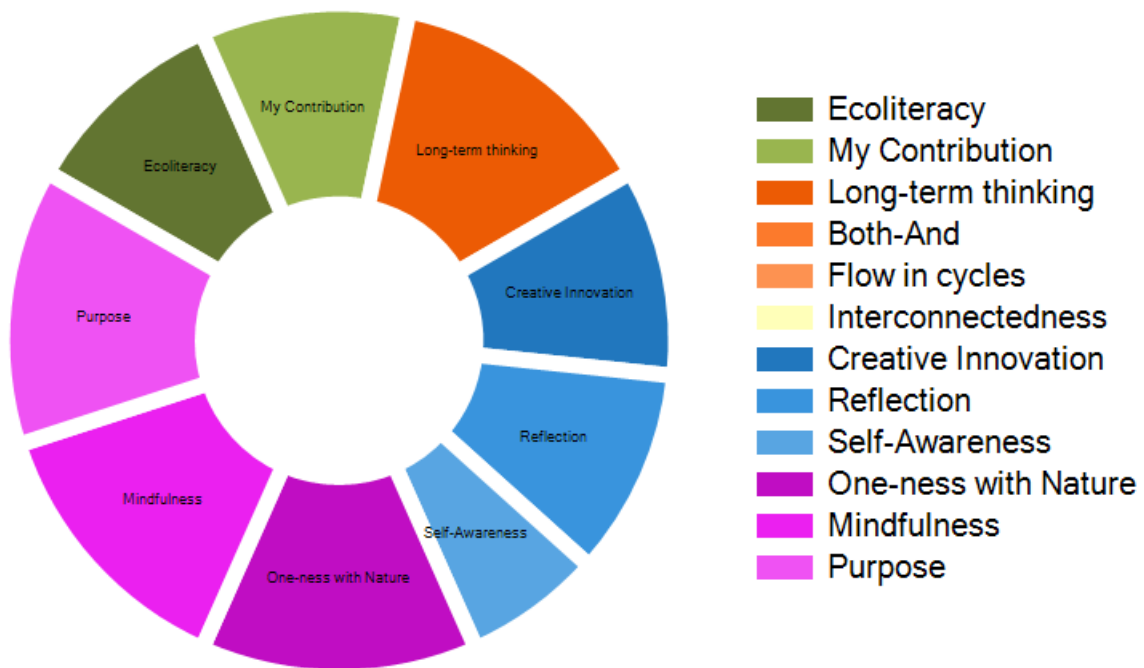 My Contribution
Long-term thinking
Ecoliteracy
Creative Innovation
Purpose
Reflection
Mindfulness
Self-Awareness
One-ness with Nature
Ecoliteracy
My Contribution
Long-term thinking
Both-And
Flow in cycles
Interconnectedness
Creative Innovation
Reflection
Self-Awareness
One-ness with Nature
Mindfulness
Purpose